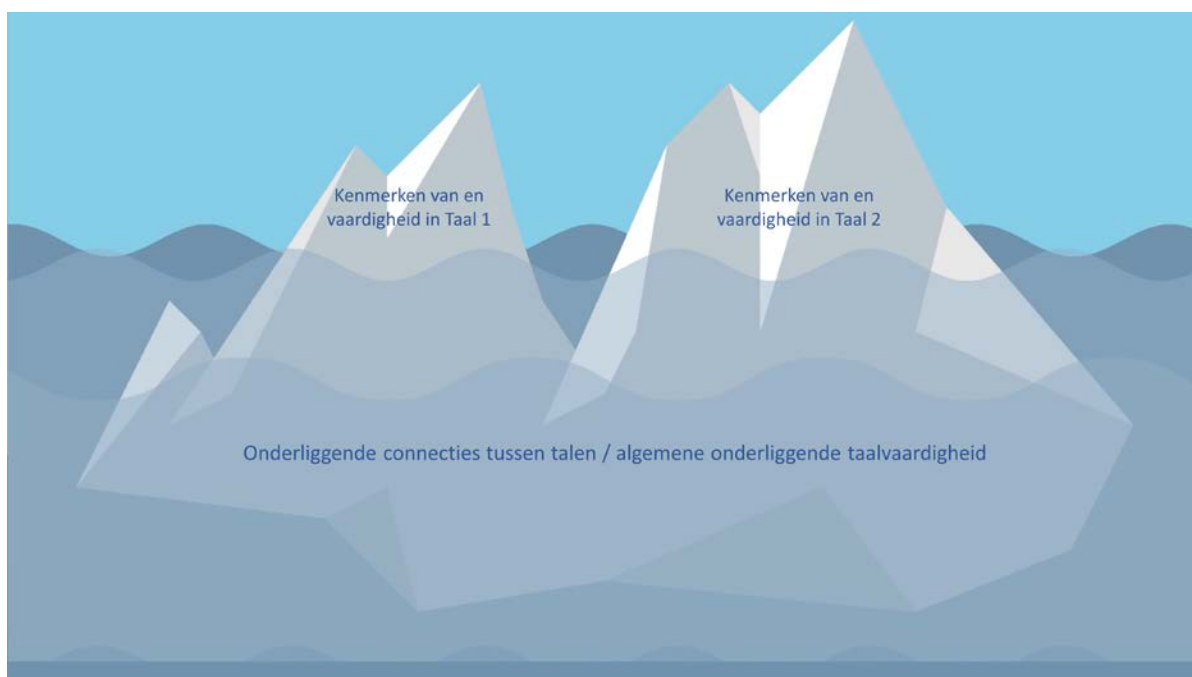 Kenmerken van en
vaardigheid in Taal 1
Kenmerken van en
vaardigheid in Taal 2
Onderliggende connecties tussen talen / algemene onderliggende taalvaardigheid